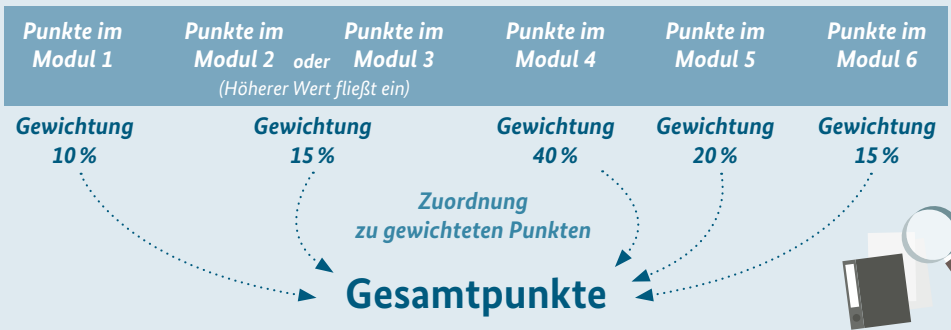 Punkte im Modul 1
Punkte im Modul 2 oder Punkte im Modul 3
(Höherer Wert fließt ein)
Punkte im Modul 4
Punkte im Modul 5
Punkte im Modul 6
Gewichtung 10 %
Gewichtung 15 %
Gewichtung 40 %
Gewichtung 20 %
Gewichtung 15 %
Zuordnung
zu gewichteten Punkten
Gesamtpunkte